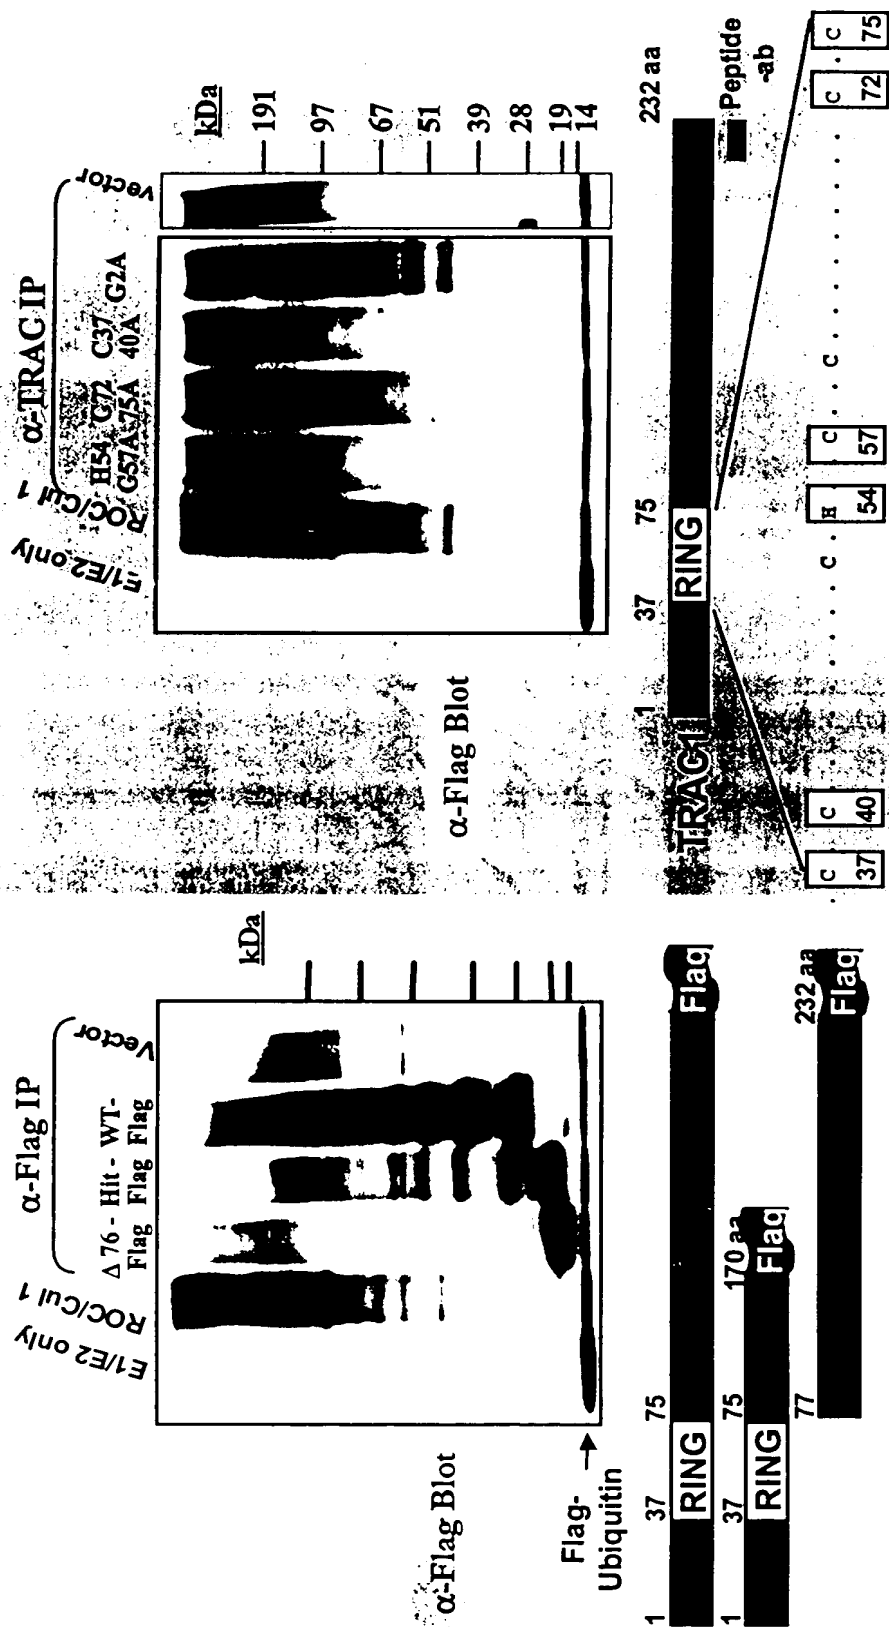 α-Flag IP
Δ 76 - Hit - WT-
Flag Flag Flag
Vector
ROC/Cul 1
E1/E2 only
kDa
α-Flag Blot
Flag-
Ubiquitin
1 37 75
RING
Flag
1 37 75 170 aa
RING
Flag
77 232 aa
Flag
α-TRAC IP
H54 G72 C37 G2A
G57A 75A 40A
vector
ROC/Cul 1
E1/E2 only
kDa
191
97
67
51
39
28
19
14
α-Flag Blot
1 37 75 232 aa
TRAC1
RING
Peptide
-ab
C . . C . . . . . . C . H . . C . . C . . . . . . . . . C . . C
37 40 54 57 72 75